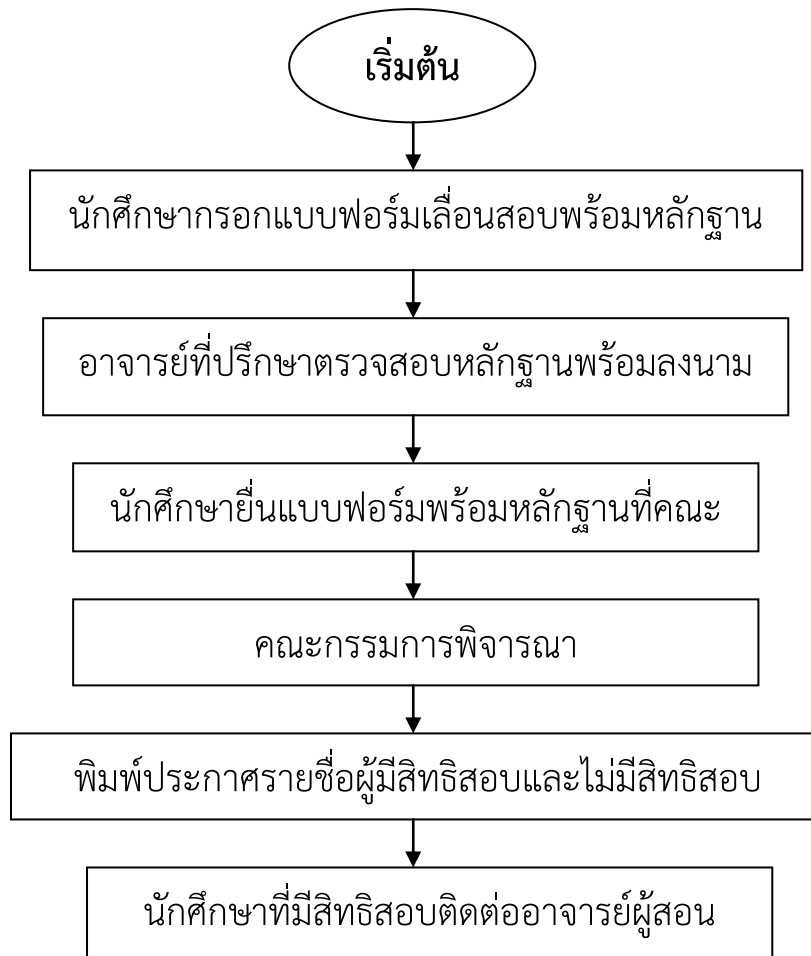 เริ่มต้น
นักศึกษากรอกแบบฟอร์มเลื่อนสอบพร้อมหลักฐาน
อาจารย์ที่ปรึกษาตรวจสอบหลักฐานพร้อมลงนาม
นักศึกษายื่นแบบฟอร์มพร้อมหลักฐานที่คณะ
คณะกรรมการพิจารณา
พิมพ์ประกาศรายชื่อผู้มีสิทธิสอบและไม่มีสิทธิสอบ
นักศึกษาที่มีสิทธิสอบติดต่ออาจารย์ผู้สอน